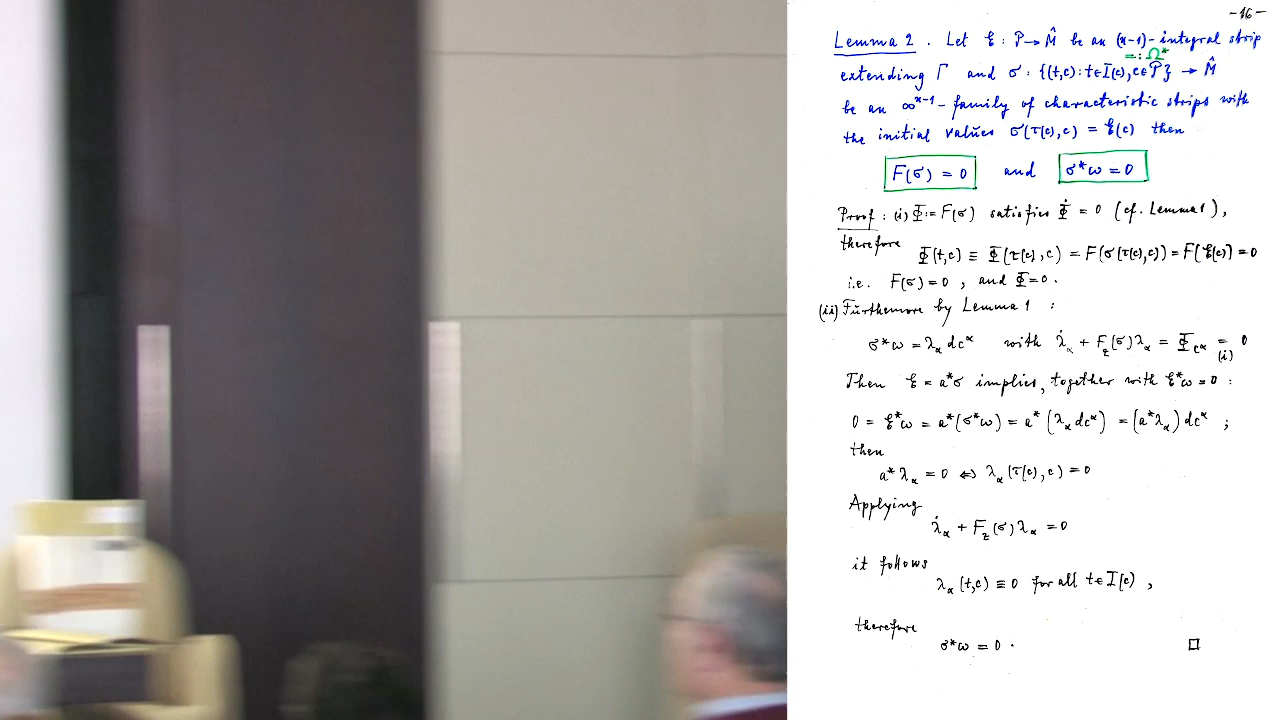 -16-
Lemma 2. Let ℰ : 𝒫 → M̂ be an (n-1)-integral strip
=: Ω*
extending Γ and σ : {(t,c) : t ∈ I(c), c ∈ 𝒫} → M̂
be an ∞ⁿ⁻¹-family of characteristic strips with
the initial values σ(τ(c), c) = ℰ(c) then
F(σ) = 0 and σ*ω = 0
Proof: (i) Φ := F(σ) satisfies Φ̇ = 0 (cf. Lemma 1),
therefore
Φ(t,c) ≡ Φ(τ(c), c) = F(σ(τ(c),c)) = F(ℰ(c)) = 0
i.e. F(σ) = 0, and Φ = 0.
(ii) Furthermore by Lemma 1 :
σ*ω = λ_α dc^α with λ̇_α + F_z(σ) λ_α = Φ_{c^α} = 0
(i)
Then ℰ = a*σ implies, together with ℰ*ω = 0 :
0 = ℰ*ω = a*(σ*ω) = a*(λ_α dc^α) = (a*λ_α) dc^α ;
then
a*λ_α = 0 ⇔ λ_α(τ(c), c) = 0
Applying
λ̇_α + F_z(σ) λ_α = 0
it follows
λ_α(t,c) ≡ 0 for all t ∈ I(c) ,
therefore
σ*ω = 0 . □